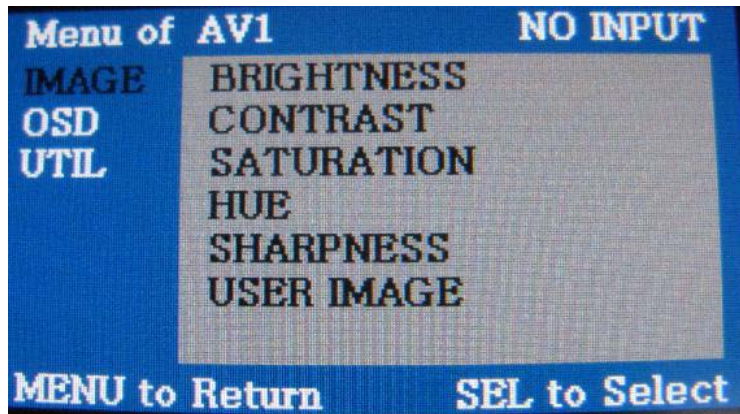 Menu of AV1 NO INPUT
IMAGE BRIGHTNESS
OSD CONTRAST
UTIL SATURATION
HUE
SHARPNESS
USER IMAGE
MENU to Return SEL to Select